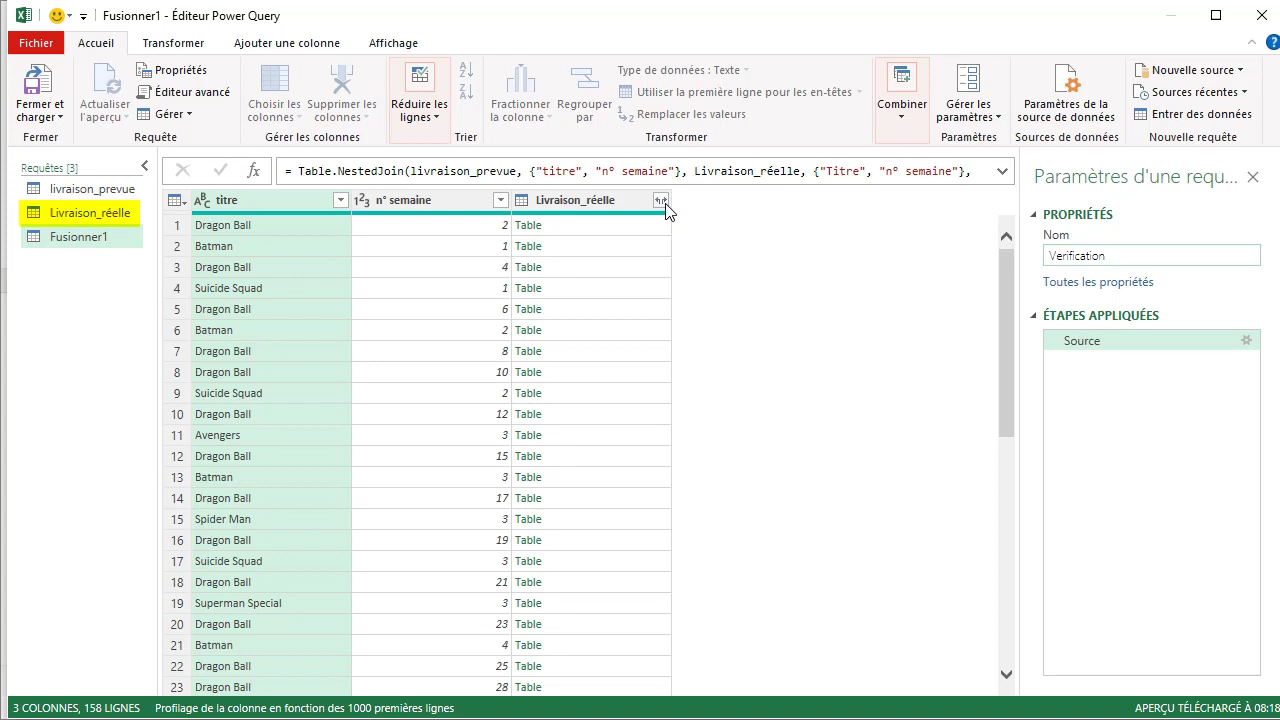 Fusionner1 - Éditeur Power Query
Fichier
Accueil
Transformer
Ajouter une colonne
Affichage
Fermer et charger
Actualiser l'aperçu
Propriétés
Éditeur avancé
Gérer
Choisir les colonnes
Supprimer les colonnes
Réduire les lignes
Fractionner la colonne
Regrouper par
Type de données : Texte
Utiliser la première ligne pour les en-têtes
Remplacer les valeurs
Combiner
Gérer les paramètres
Paramètres de la source de données
Nouvelle source
Sources récentes
Entrer des données
Fermer
Requête
Gérer les colonnes
Trier
Transformer
Paramètres
Sources de données
Nouvelle requête
Requêtes [3]
livraison_prevue
Livraison_réelle
Fusionner1
= Table.NestedJoin(livraison_prevue, {"titre", "n° semaine"}, Livraison_réelle, {"Titre", "n° semaine"},
titre n° semaine Livraison_réelle
1 Dragon Ball 2 Table
2 Batman 1 Table
3 Dragon Ball 4 Table
4 Suicide Squad 1 Table
5 Dragon Ball 6 Table
6 Batman 2 Table
7 Dragon Ball 8 Table
8 Dragon Ball 10 Table
9 Suicide Squad 2 Table
10 Dragon Ball 12 Table
11 Avengers 3 Table
12 Dragon Ball 15 Table
13 Batman 3 Table
14 Dragon Ball 17 Table
15 Spider Man 3 Table
16 Dragon Ball 19 Table
17 Suicide Squad 3 Table
18 Dragon Ball 21 Table
19 Superman Special 3 Table
20 Dragon Ball 23 Table
21 Batman 4 Table
22 Dragon Ball 25 Table
23 Dragon Ball 28 Table
Paramètres d'une requ...
PROPRIÉTÉS
Nom
Verification
Toutes les propriétés
ÉTAPES APPLIQUÉES
Source
3 COLONNES, 158 LIGNES
Profilage de la colonne en fonction des 1000 premières lignes
APERÇU TÉLÉCHARGÉ À 08:18